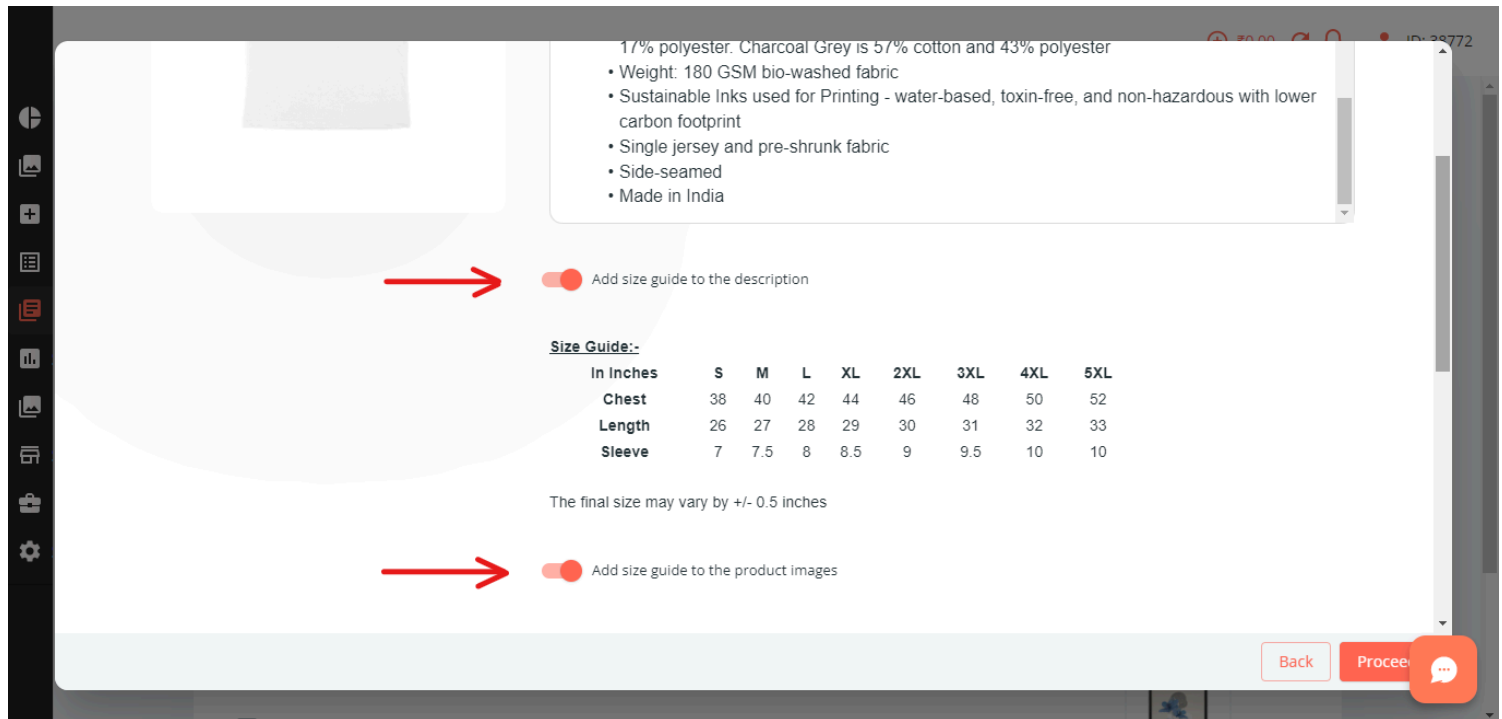 17% polyester. Charcoal Grey is 57% cotton and 43% polyester
• Weight: 180 GSM bio-washed fabric
• Sustainable Inks used for Printing - water-based, toxin-free, and non-hazardous with lower
carbon footprint
• Single jersey and pre-shrunk fabric
• Side-seamed
• Made in India
Add size guide to the description
Size Guide:-
In Inches S M L XL 2XL 3XL 4XL 5XL
Chest 38 40 42 44 46 48 50 52
Length 26 27 28 29 30 31 32 33
Sleeve 7 7.5 8 8.5 9 9.5 10 10
The final size may vary by +/- 0.5 inches
Add size guide to the product images
Back